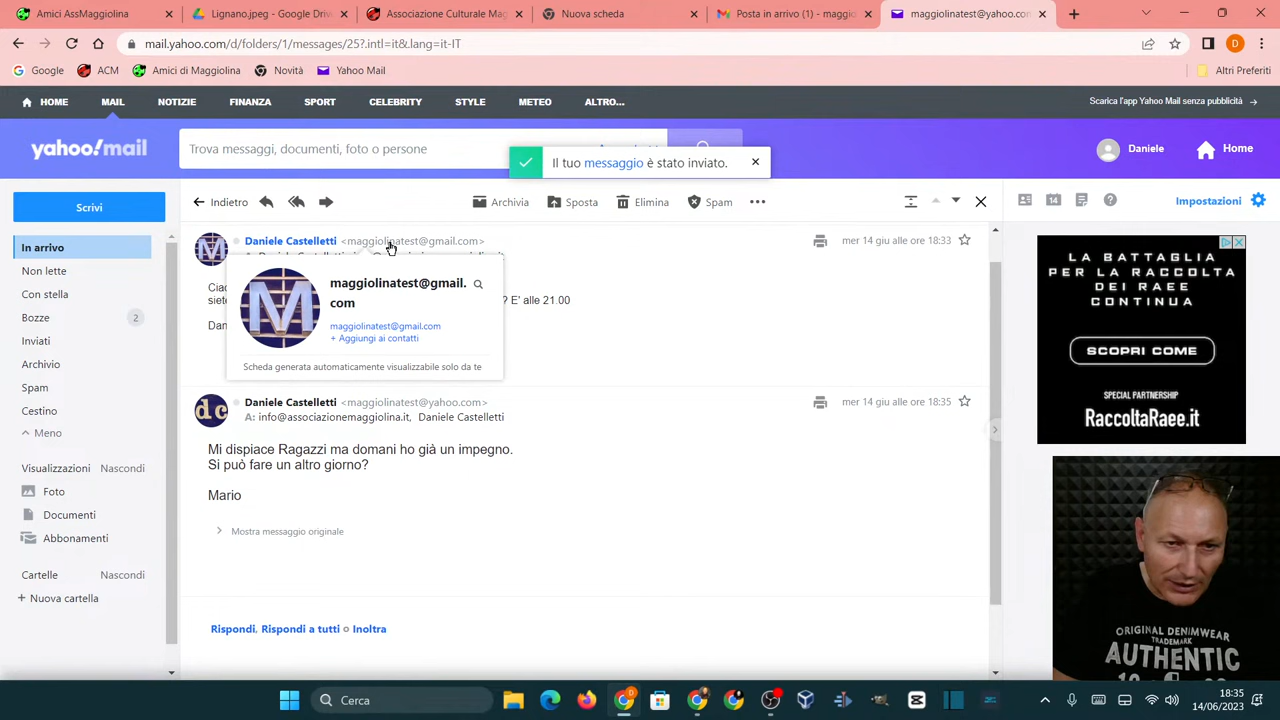 Amici AssMaggiolina
Lignano.jpeg - Google Driv
Associazione Culturale Mag
Nuova scheda
Posta in arrivo (1) - maggio
maggiolinatest@yahoo.con
mail.yahoo.com/d/folders/1/messages/25?.intl=it&.lang=it-IT
D
Google
ACM
Amici di Maggiolina
Novità
Yahoo Mail
Altri Preferiti
HOME
MAIL
NOTIZIE
FINANZA
SPORT
CELEBRITY
STYLE
METEO
ALTRO...
Scarica l'app Yahoo Mail senza pubblicità
yahoo!mail
Trova messaggi, documenti, foto o persone
Il tuo messaggio è stato inviato.
Daniele
Home
Scrivi
Indietro
Archivia
Sposta
Elimina
Spam
14
Impostazioni
In arrivo
Non lette
Con stella
Bozze
2
Inviati
Archivio
Spam
Cestino
Meno
Visualizzazioni
Nascondi
Foto
Documenti
Abbonamenti
Cartelle
Nascondi
Nuova cartella
Daniele Castelletti <maggiolinatest@gmail.com>
mer 14 giu alle ore 18:33
Ciao
siete
? E' alle 21.00
Dan
M
maggiolinatest@gmail.
com
maggiolinatest@gmail.com
+ Aggiungi ai contatti
Scheda generata automaticamente visualizzabile solo da te
dc
Daniele Castelletti <maggiolinatest@yahoo.com>
mer 14 giu alle ore 18:35
A: info@associazionemaggiolina.it, Daniele Castelletti
Mi dispiace Ragazzi ma domani ho già un impegno.
Si può fare un altro giorno?
Mario
Mostra messaggio originale
Rispondi, Rispondi a tutti o Inoltra
LA BATTAGLIA
PER LA RACCOLTA
DEI RAEE
CONTINUA
SCOPRI COME
SPECIAL PARTNERSHIP
RaccoltaRaee.it
ORIGINAL DENIMWEAR
TRADEMARK
AUTHENTIC
Cerca
18:35
14/06/2023